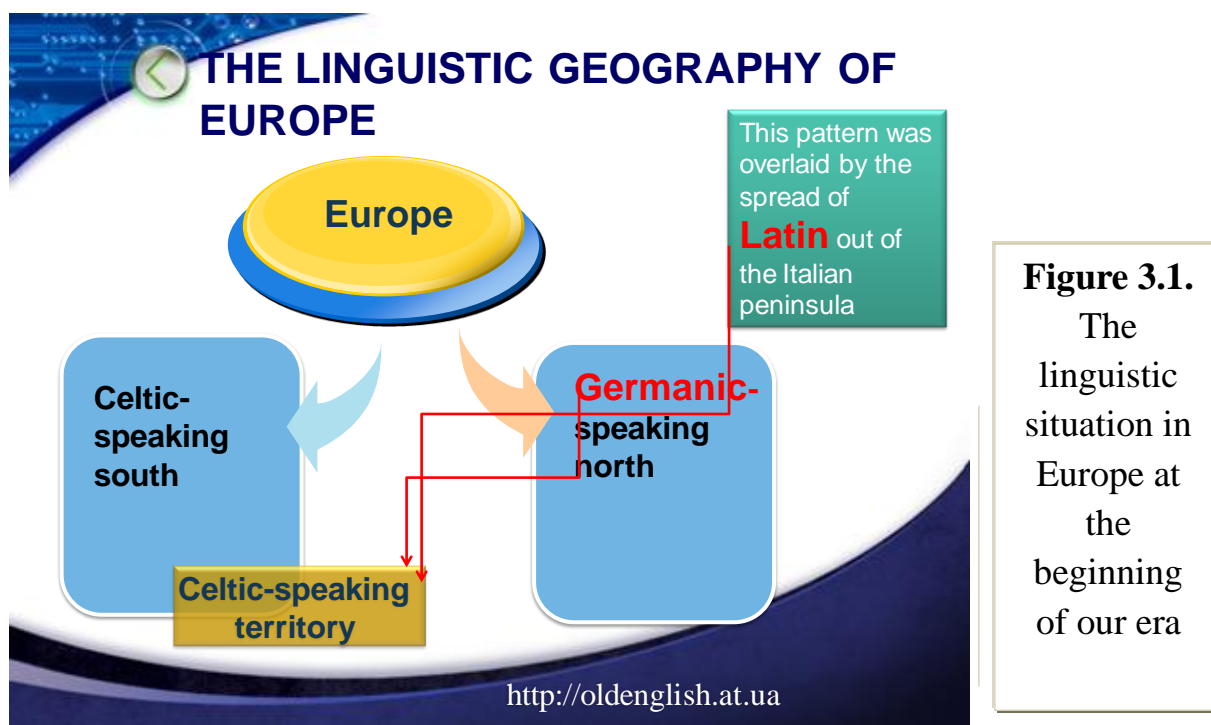 THE LINGUISTIC GEOGRAPHY OF
EUROPE
This pattern was
overlaid by the
spread of
Latin out of
the Italian
peninsula
Europe
Celtic-
speaking
south
Germanic-
speaking
north
Celtic-speaking
territory
http://oldenglish.at.ua
Figure 3.1.
The
linguistic
situation in
Europe at
the
beginning
of our era